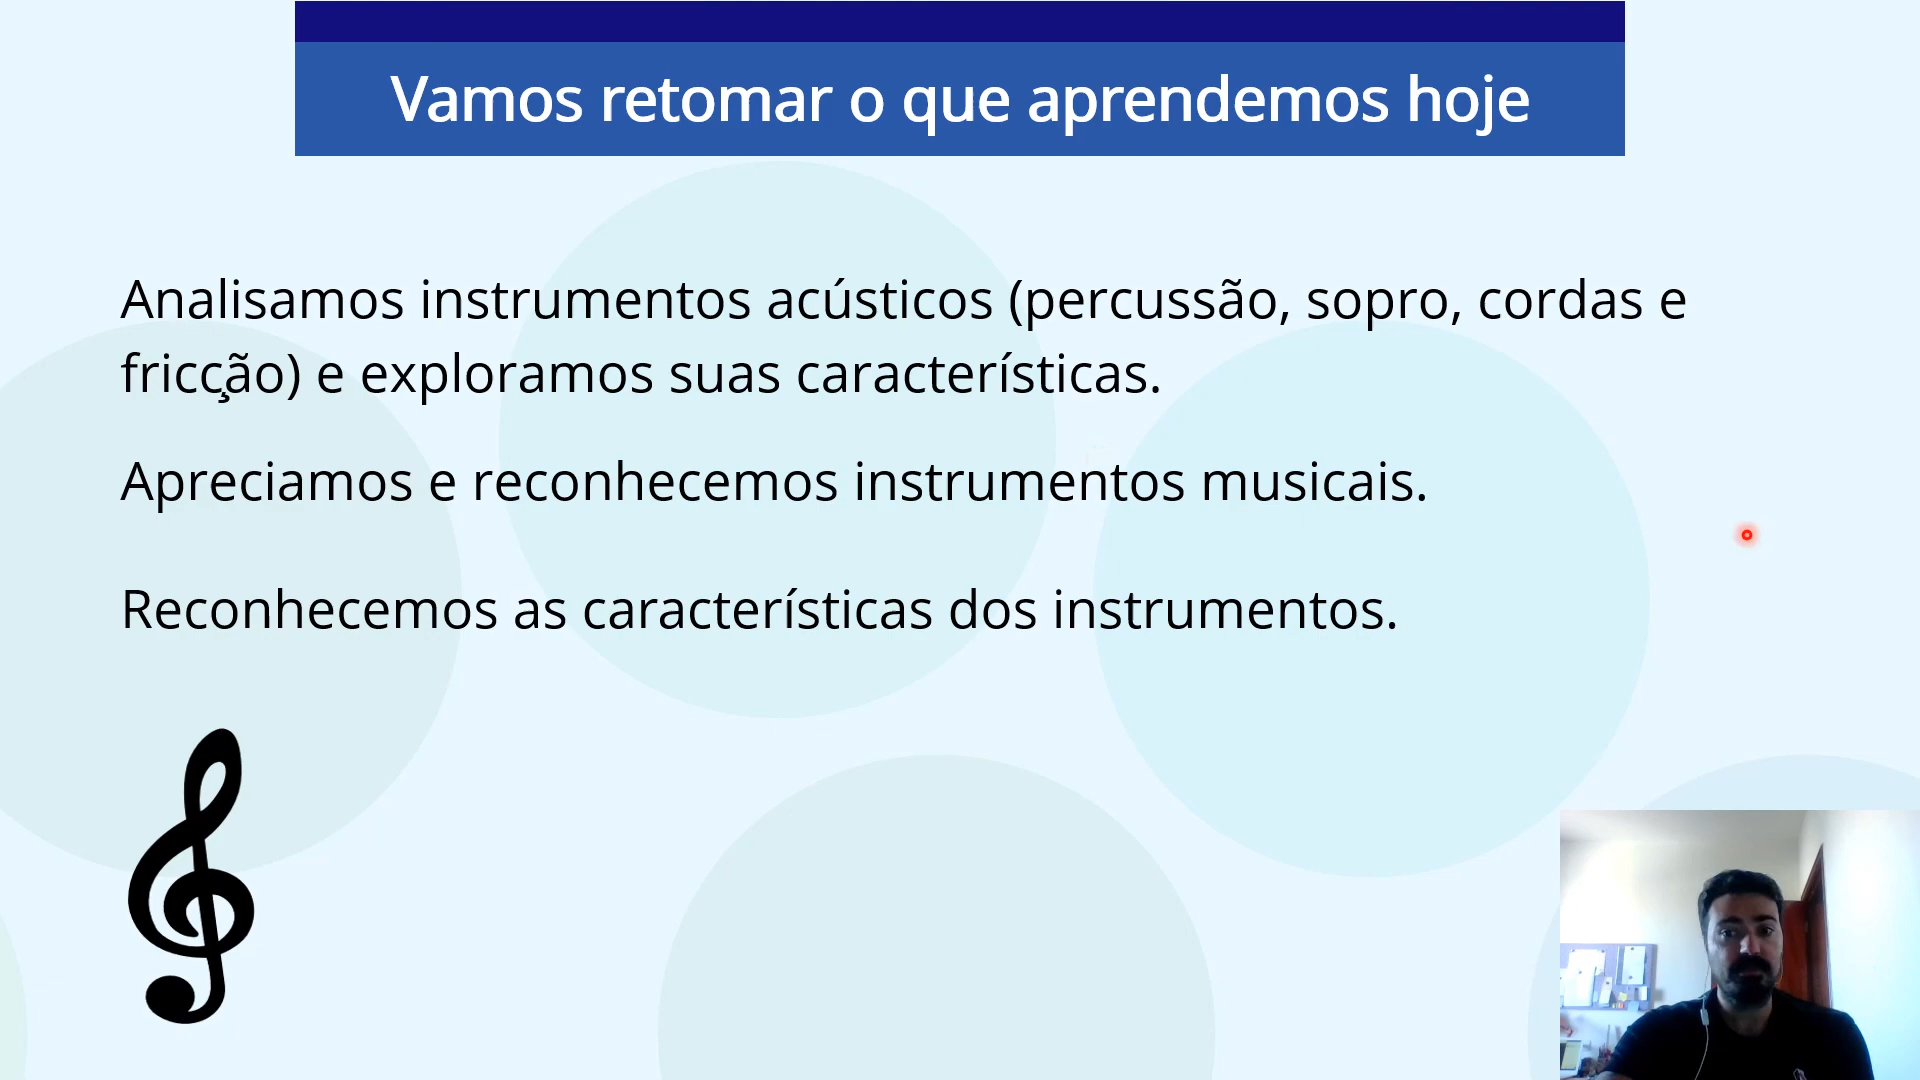 Vamos retomar o que aprendemos hoje
Analisamos instrumentos acústicos (percussão, sopro, cordas e
fricção) e exploramos suas características.
Apreciamos e reconhecemos instrumentos musicais.
Reconhecemos as características dos instrumentos.